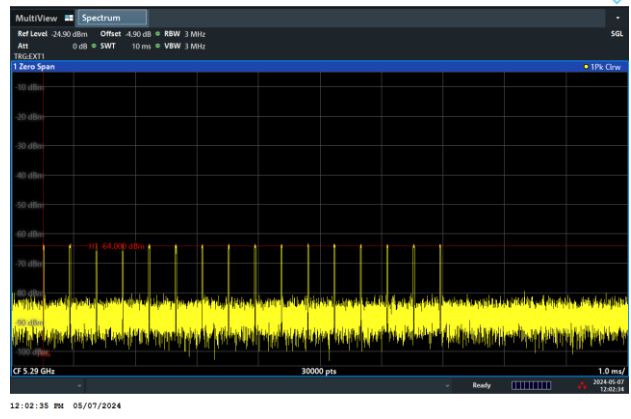 MultiView Spectrum
Ref Level -24.90 dBm Offset -4.90 dB RBW 3 MHz SGL
Att 0 dB SWT 10 ms VBW 3 MHz
TRG:EXT1
1 Zero Span 1Pk Clrw
-10 dBm
-20 dBm
-30 dBm
-40 dBm
-50 dBm
-60 dBm
H1 -64.000 dBm
-70 dBm
-80 dBm
-90 dBm
-100 dBm
CF 5.29 GHz 30000 pts 1.0 ms/
Ready 2024-05-07
12:02:34
12:02:35 PM 05/07/2024